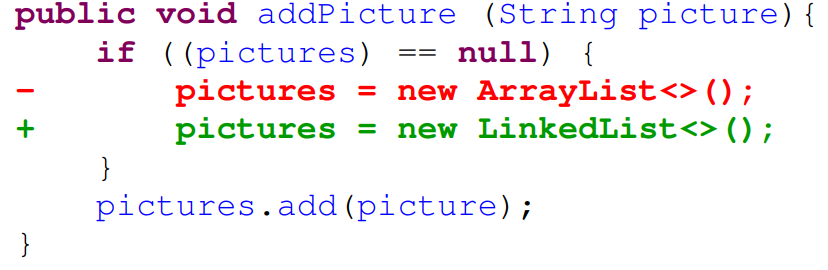 public void addPicture (String picture){
    if ((pictures) == null) {
-       pictures = new ArrayList<>();
+       pictures = new LinkedList<>();
    }
    pictures.add(picture);
}